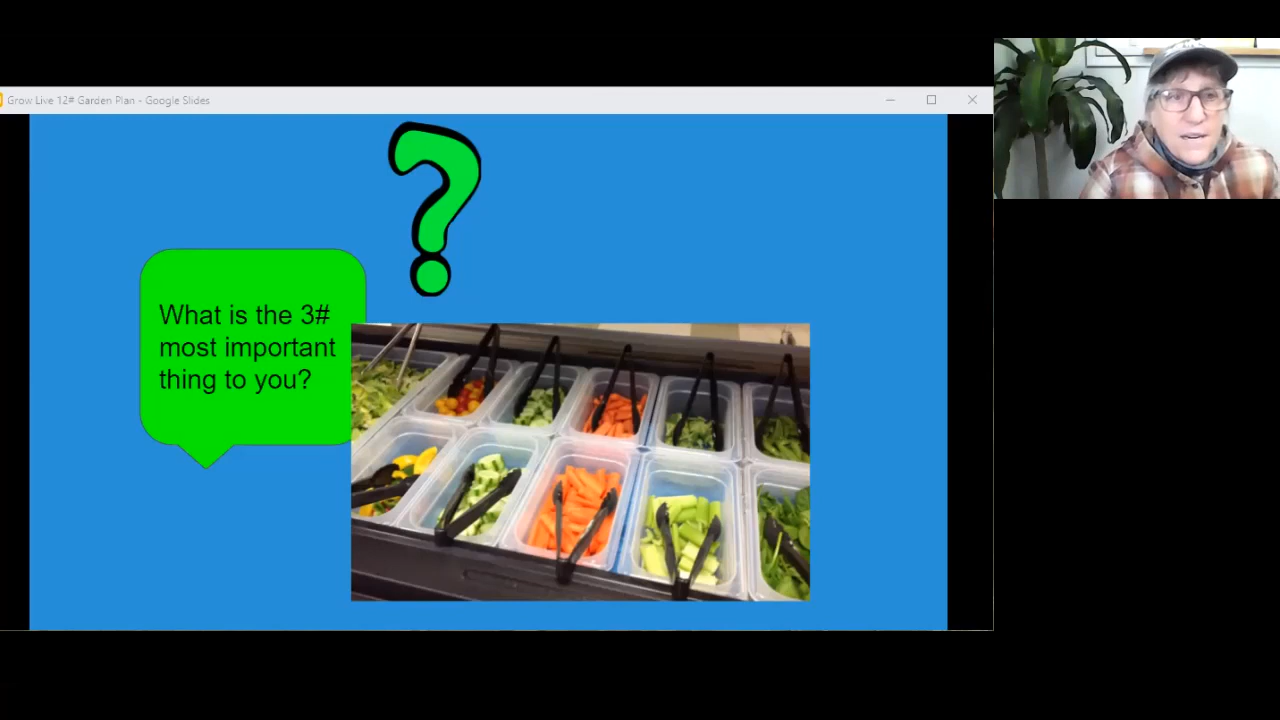 Grow Live 12# Garden Plan - Google Slides
?
What is the 3#
most important
thing to you?